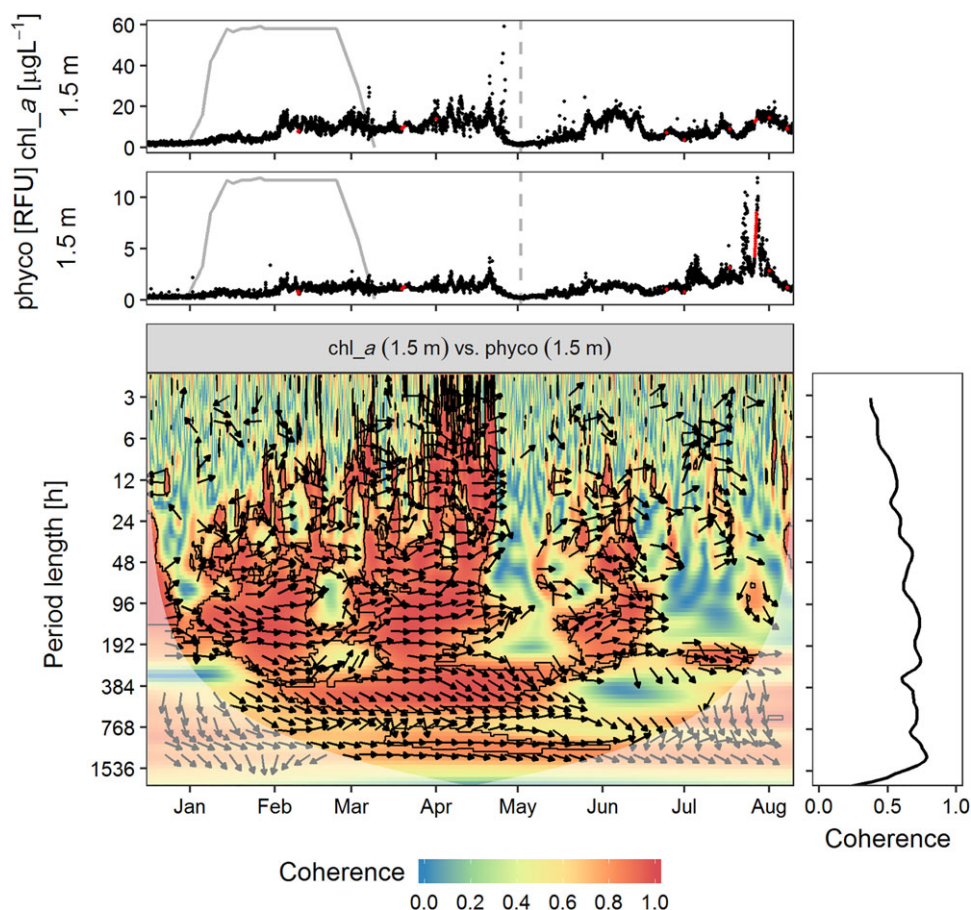 chl_a [µgL⁻¹]
1.5 m
60
40
20
0
phyco [RFU]
1.5 m
10
5
0
chl_a (1.5 m) vs. phyco (1.5 m)
Period length [h]
3
6
12
24
48
96
192
384
768
1536
Jan Feb Mar Apr May Jun Jul Aug
0.0 0.5 1.0
Coherence
Coherence
0.0 0.2 0.4 0.6 0.8 1.0